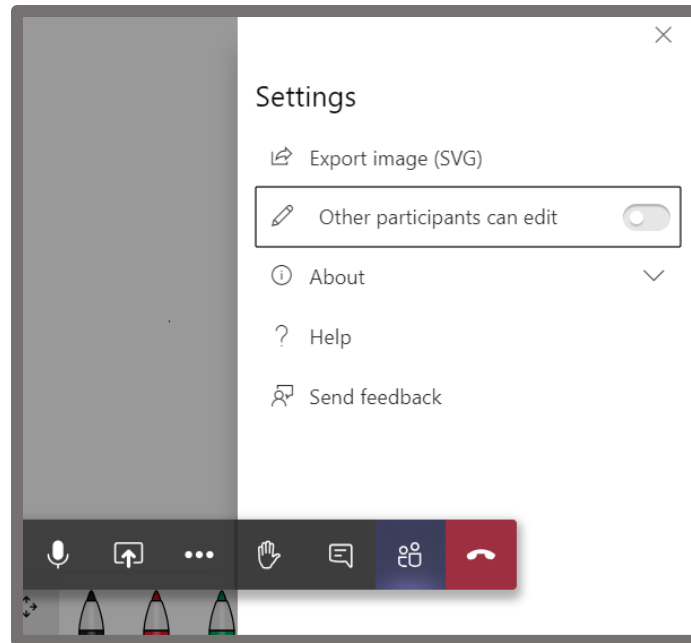 Settings
Export image (SVG)
Other participants can edit
About
Help
Send feedback